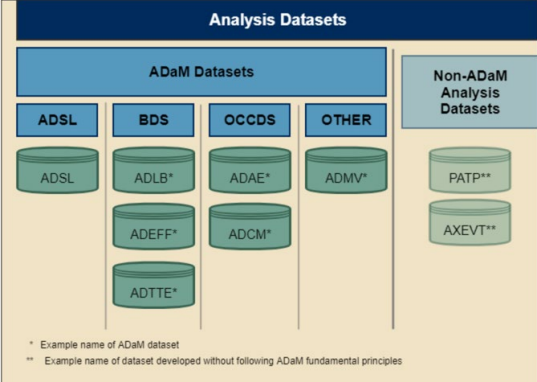 Analysis Datasets
ADaM Datasets
Non-ADaM
Analysis
Datasets
ADSL
BDS
OCCDS
OTHER
ADSL
ADLB*
ADAE*
ADMV*
PATP**
ADEFF*
ADCM*
AXEVT**
ADTTE*
* Example name of ADaM dataset
** Example name of dataset developed without following ADaM fundamental principles